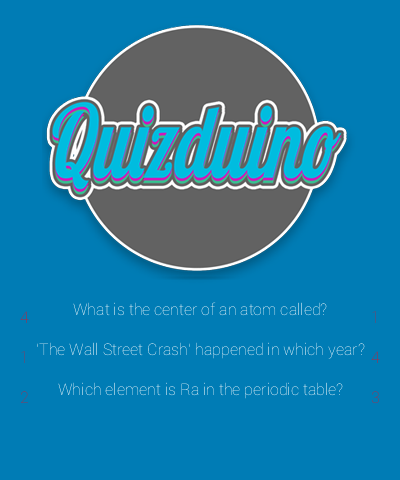 Quizduino
What is the center of an atom called?
'The Wall Street Crash' happened in which year?
Which element is Ra in the periodic table?